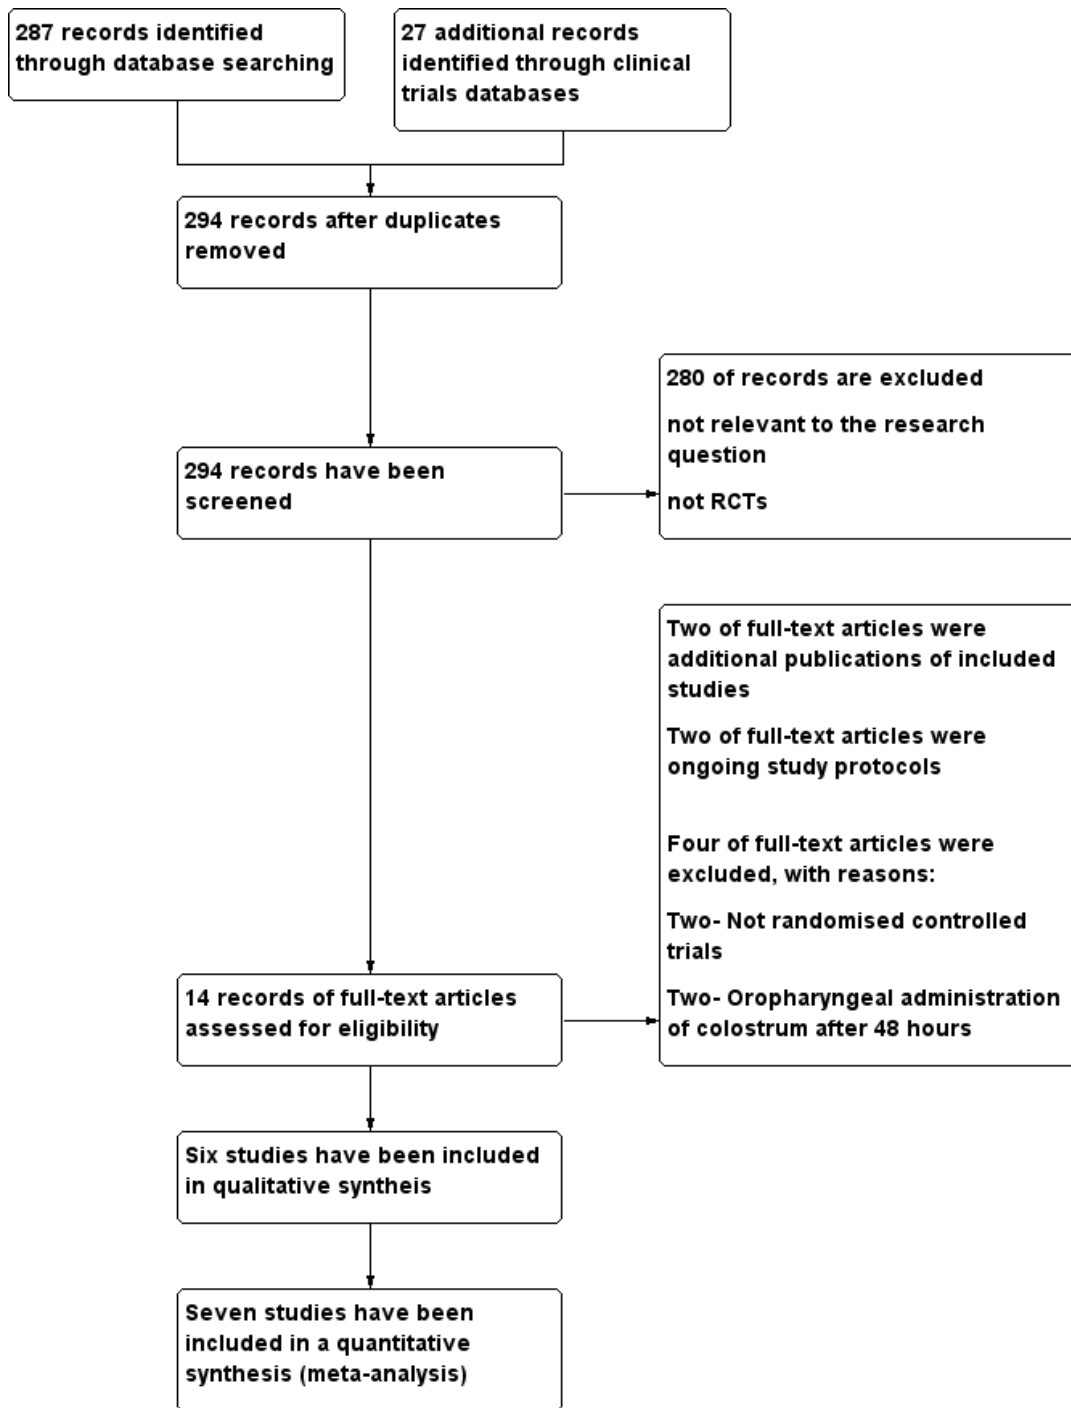 287 records identified
through database searching
27 additional records
identified through clinical
trials databases
294 records after duplicates
removed
280 of records are excluded
not relevant to the research
question
not RCTs
294 records have been
screened
Two of full-text articles were
additional publications of included
studies
Two of full-text articles were
ongoing study protocols
Four of full-text articles were
excluded, with reasons:
Two- Not randomised controlled
trials
Two- Oropharyngeal administration
of colostrum after 48 hours
14 records of full-text articles
assessed for eligibility
Six studies have been included
in qualitative syntheis
Seven studies have been
included in a quantitative
synthesis (meta-analysis)